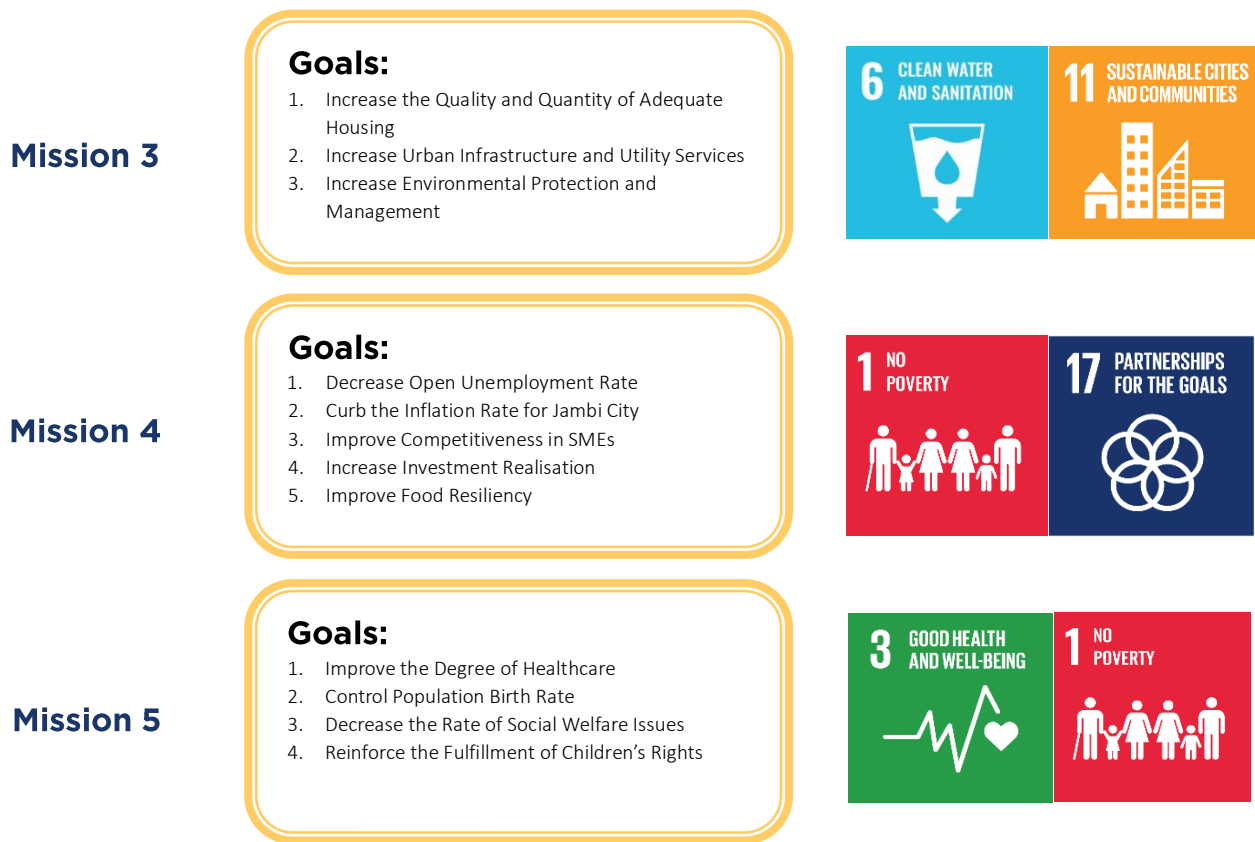 Mission 3
Goals:
1. Increase the Quality and Quantity of Adequate
Housing
2. Increase Urban Infrastructure and Utility Services
3. Increase Environmental Protection and
Management
6 CLEAN WATER
AND SANITATION
11 SUSTAINABLE CITIES
AND COMMUNITIES
Mission 4
Goals:
1. Decrease Open Unemployment Rate
2. Curb the Inflation Rate for Jambi City
3. Improve Competitiveness in SMEs
4. Increase Investment Realisation
5. Improve Food Resiliency
1 NO
POVERTY
17 PARTNERSHIPS
FOR THE GOALS
Mission 5
Goals:
1. Improve the Degree of Healthcare
2. Control Population Birth Rate
3. Decrease the Rate of Social Welfare Issues
4. Reinforce the Fulfillment of Children’s Rights
3 GOOD HEALTH
AND WELL-BEING
1 NO
POVERTY